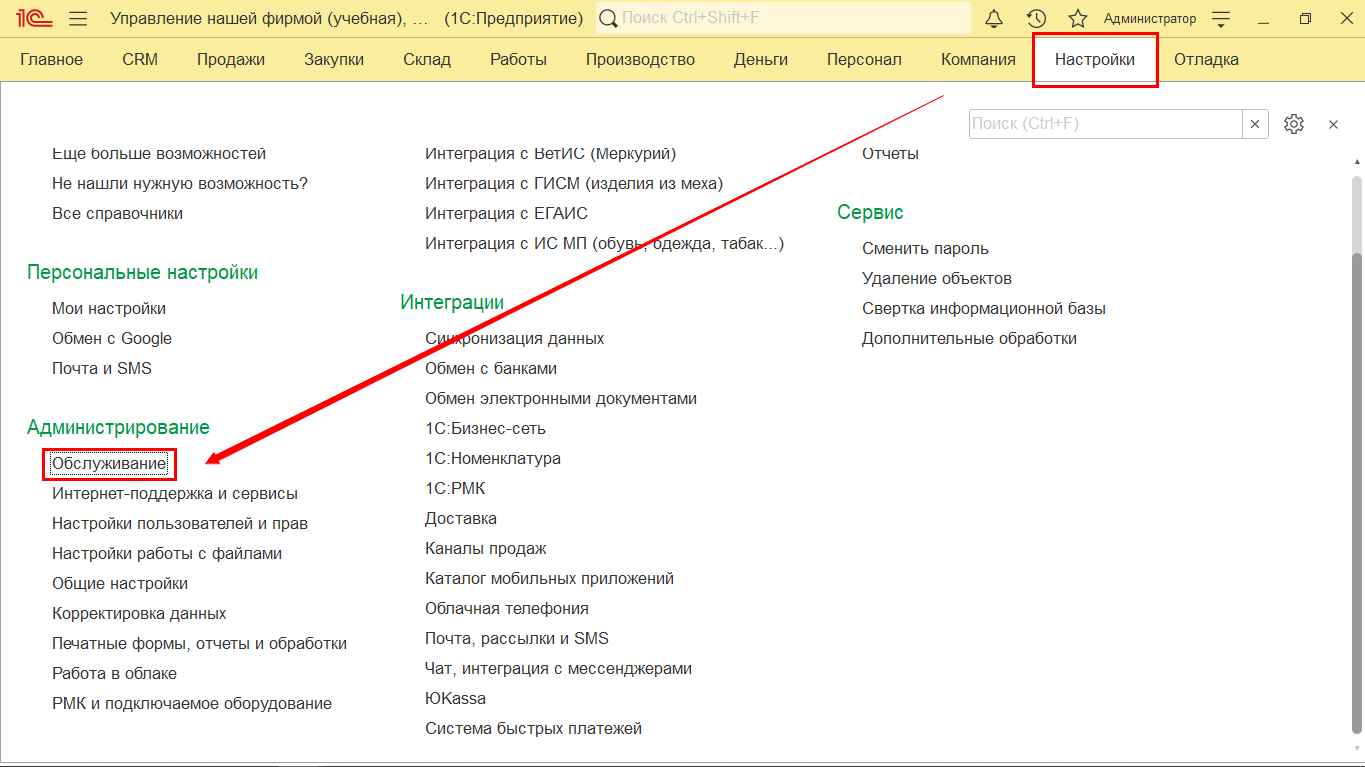 1С Управление нашей фирмой (учебная), ... (1С:Предприятие) Поиск Ctrl+Shift+F Администратор
Главное CRM Продажи Закупки Склад Работы Производство Деньги Персонал Компания Настройки Отладка
Поиск (Ctrl+F)
Еще больше возможностей
Не нашли нужную возможность?
Все справочники
Персональные настройки
Мои настройки
Обмен с Google
Почта и SMS
Администрирование
Обслуживание
Интернет-поддержка и сервисы
Настройки пользователей и прав
Настройки работы с файлами
Общие настройки
Корректировка данных
Печатные формы, отчеты и обработки
Работа в облаке
РМК и подключаемое оборудование
Интеграция с ВетИС (Меркурий)
Интеграция с ГИСМ (изделия из меха)
Интеграция с ЕГАИС
Интеграция с ИС МП (обувь, одежда, табак...)
Интеграции
Синхронизация данных
Обмен с банками
Обмен электронными документами
1С:Бизнес-сеть
1С:Номенклатура
1С:РМК
Доставка
Каналы продаж
Каталог мобильных приложений
Облачная телефония
Почта, рассылки и SMS
Чат, интеграция с мессенджерами
ЮKassa
Система быстрых платежей
Отчеты
Сервис
Сменить пароль
Удаление объектов
Свертка информационной базы
Дополнительные обработки